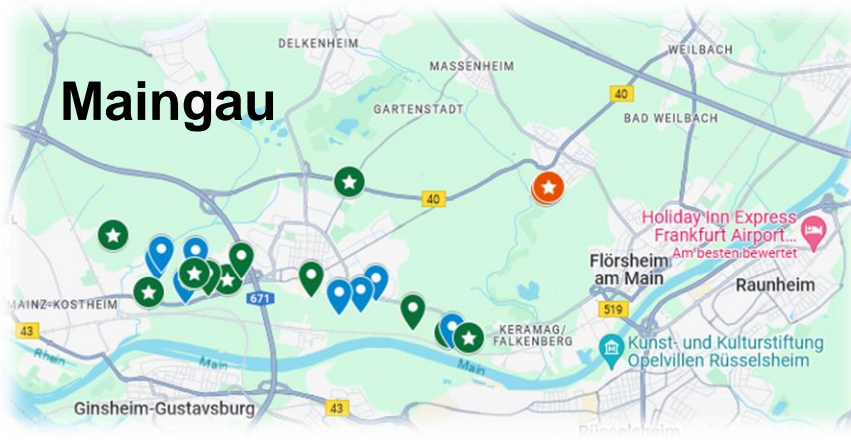 DELKENHEIM
WEILBACH
MASSENHEIM
Maingau
40
GARTENSTADT
BAD WEILBACH
43
40
Holiday Inn Express
Frankfurt Airport...
Am besten bewertet
Flörsheim
am Main
Raunheim
MAINZ-KOSTHEIM
671
519
43
KERAMAG/
FALKENBERG
Kunst- und Kulturstiftung
Opelvillen Rüsselsheim
Rhein
Main
Main
Ginsheim-Gustavsburg
43
Rüsselsheim